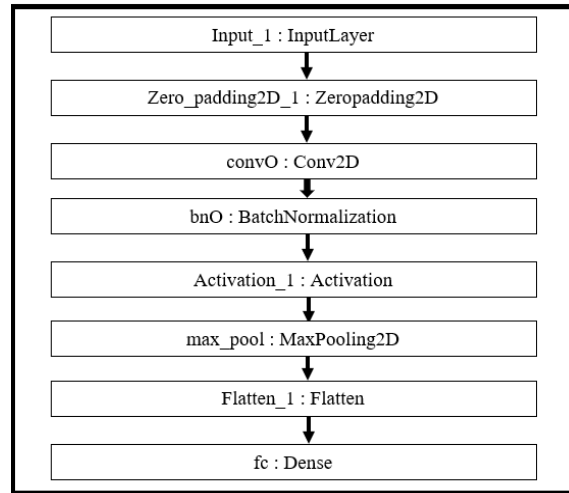 Input_1 : InputLayer
Zero_padding2D_1 : Zeropadding2D
convO : Conv2D
bnO : BatchNormalization
Activation_1 : Activation
max_pool : MaxPooling2D
Flatten_1 : Flatten
fc : Dense